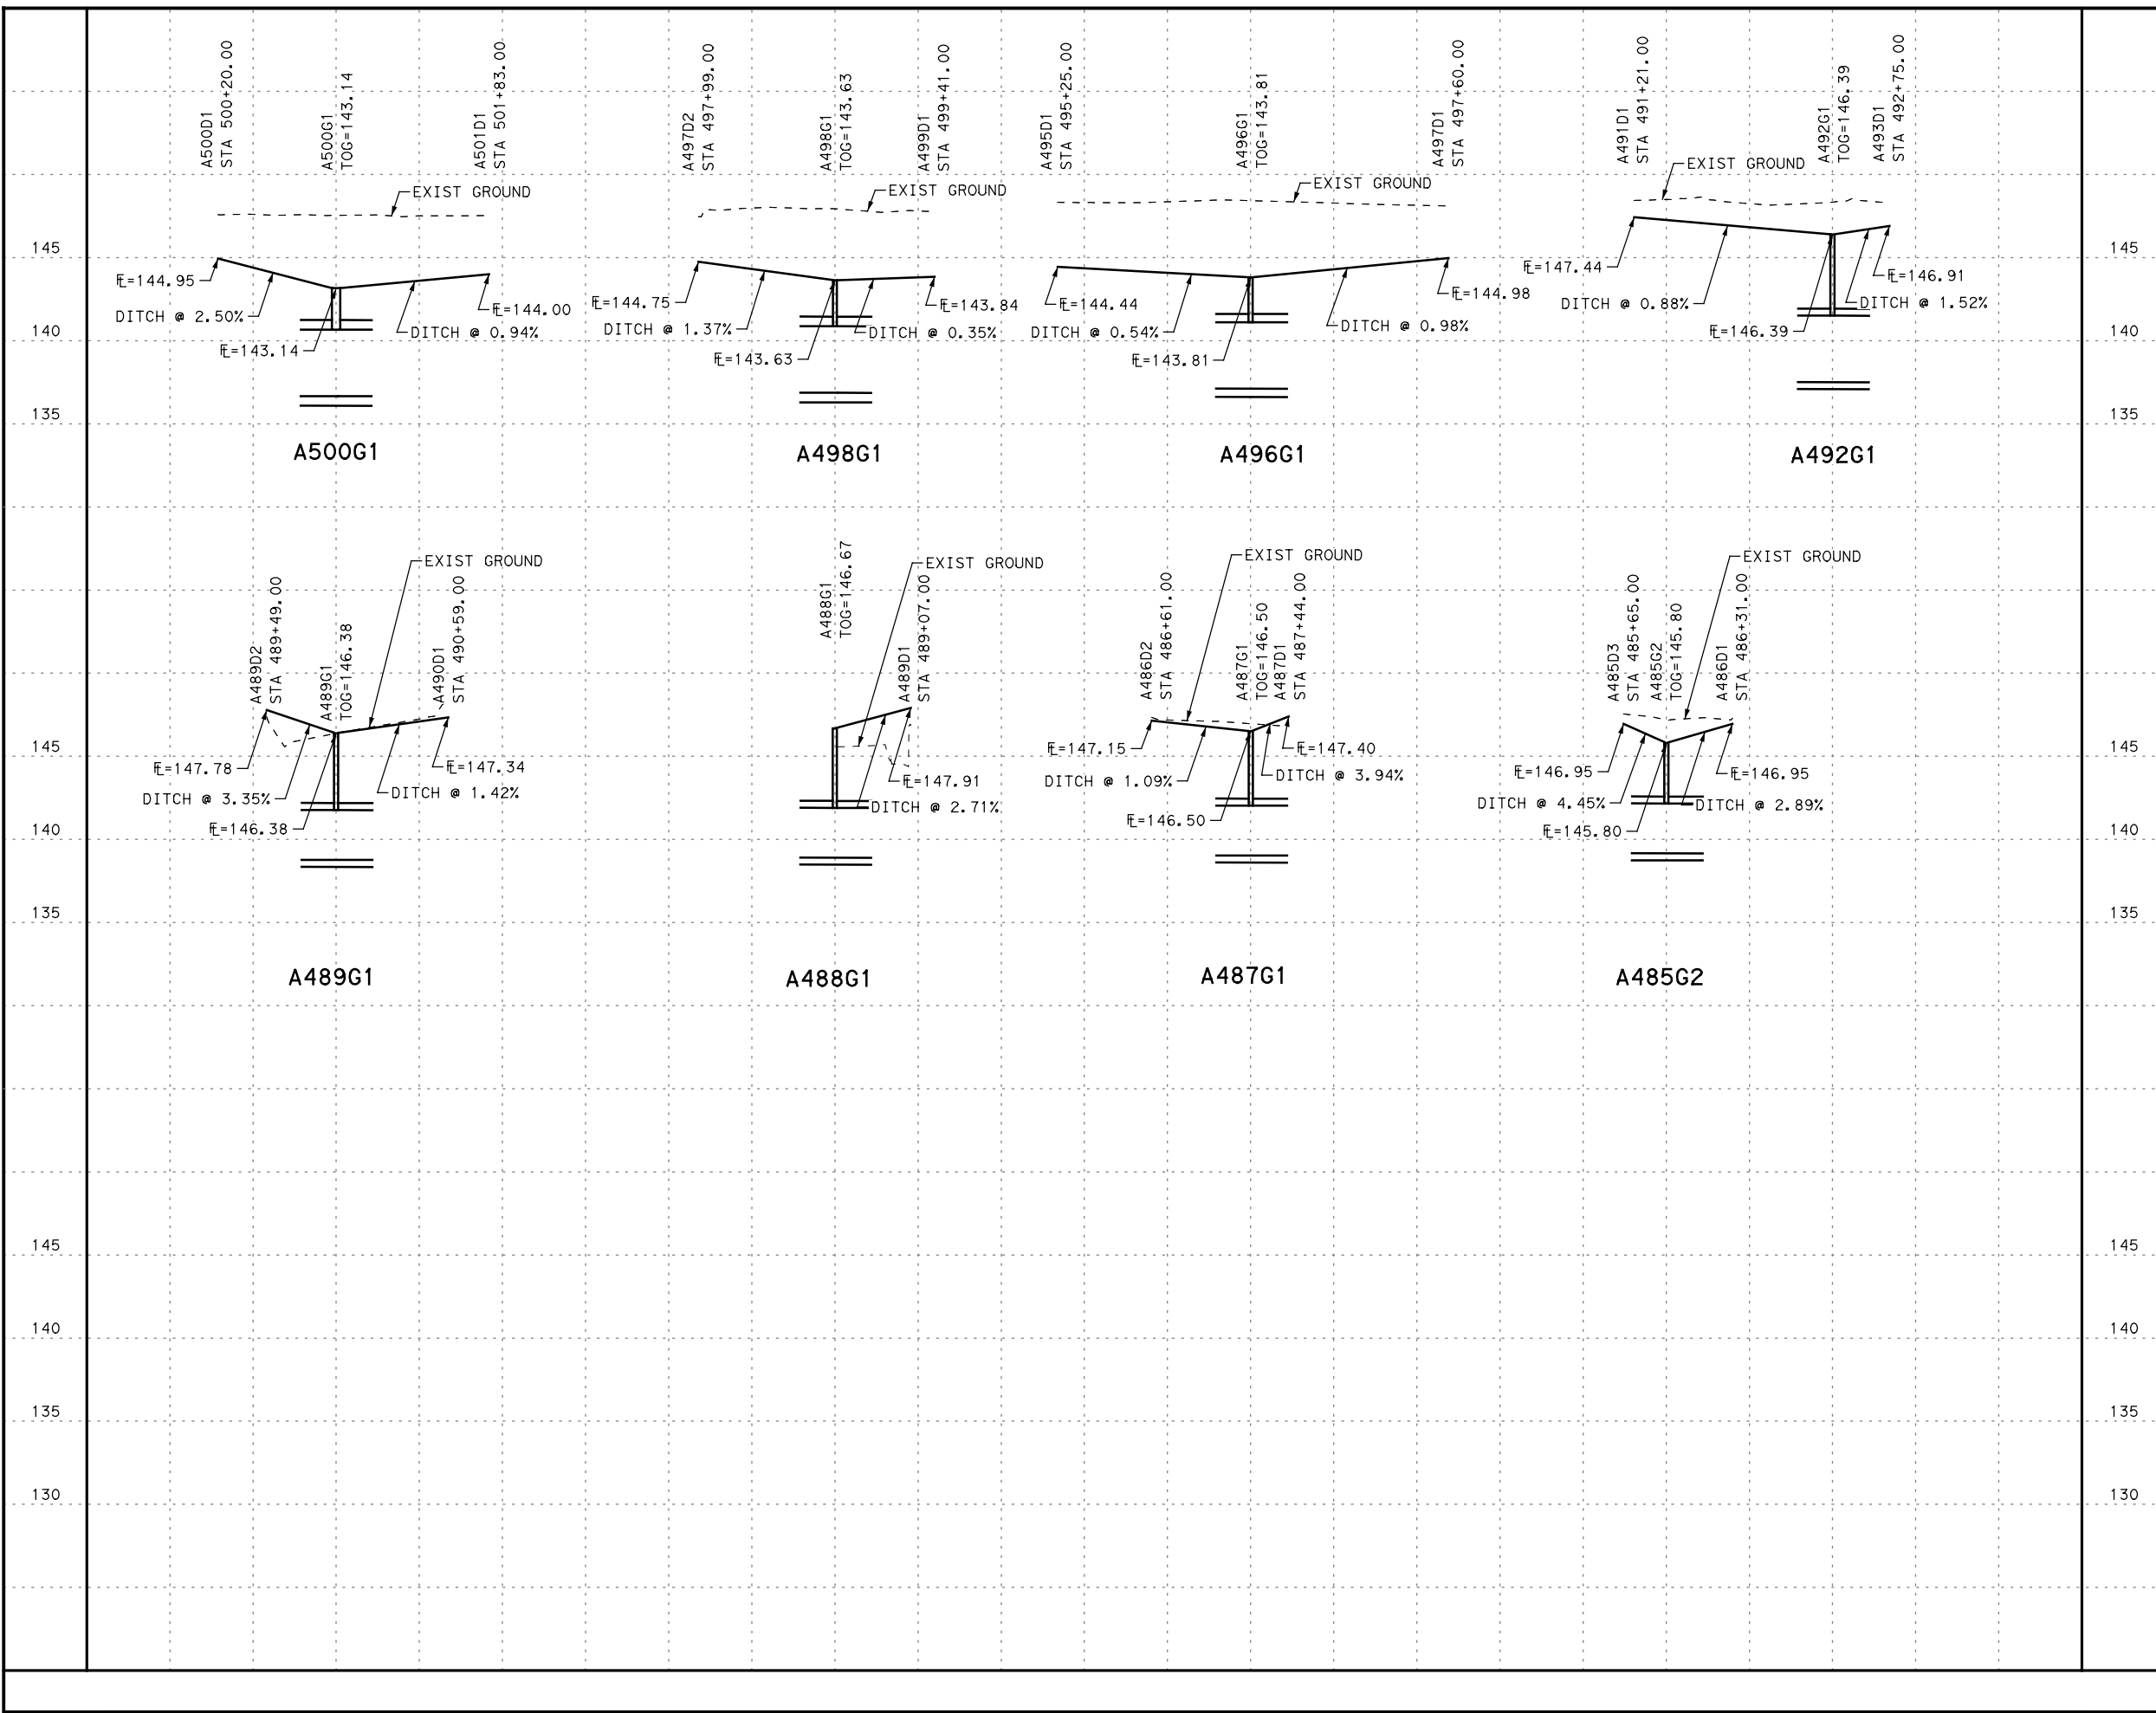 A500D1
STA 500+20.00
A500G1
TOG=143.14
A501D1
STA 501+83.00
EXIST GROUND
℄=144.95
DITCH @ 2.50%
℄=143.14
℄=144.00
DITCH @ 0.94%
A500G1
A497D2
STA 497+99.00
A498G1
TOG=143.63
A499D1
STA 499+41.00
EXIST GROUND
℄=144.75
DITCH @ 1.37%
℄=143.63
℄=143.84
DITCH @ 0.35%
A498G1
A495D1
STA 495+25.00
A496G1
TOG=143.81
A497D1
STA 497+60.00
EXIST GROUND
℄=144.44
DITCH @ 0.54%
℄=143.81
℄=144.98
DITCH @ 0.98%
A496G1
A491D1
STA 491+21.00
A492G1
TOG=146.39
A493D1
STA 492+75.00
EXIST GROUND
℄=147.44
DITCH @ 0.88%
℄=146.39
℄=146.91
DITCH @ 1.52%
A492G1
145
145
140
140
135
135
A489D2
STA 489+49.00
A489G1
TOG=146.38
A490D1
STA 490+59.00
EXIST GROUND
℄=147.78
DITCH @ 3.35%
℄=146.38
℄=147.34
DITCH @ 1.42%
A489G1
A488G1
TOG=146.67
A489D1
STA 489+07.00
EXIST GROUND
℄=147.91
DITCH @ 2.71%
A488G1
A486D2
STA 486+61.00
A487G1
TOG=146.50
A487D1
STA 487+44.00
EXIST GROUND
℄=147.15
DITCH @ 1.09%
℄=146.50
℄=147.40
DITCH @ 3.94%
A487G1
A485D3
STA 485+65.00
A485G2
TOG=145.80
A486D1
STA 486+31.00
EXIST GROUND
℄=146.95
DITCH @ 4.45%
℄=145.80
℄=146.95
DITCH @ 2.89%
A485G2
145
145
140
140
135
135
145
145
140
140
135
135
130
130